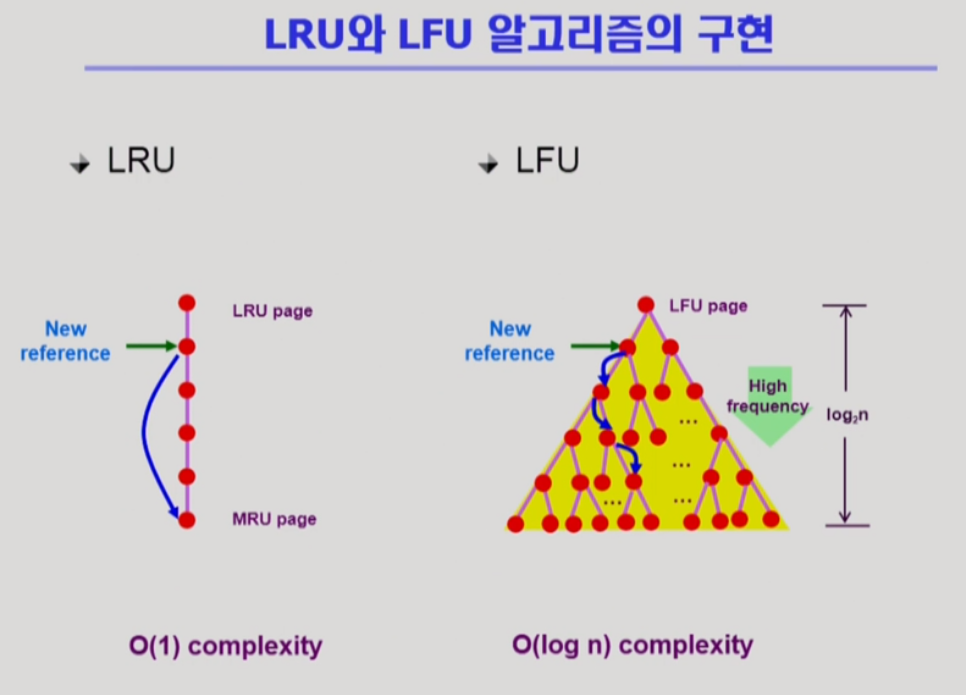 LRU와 LFU 알고리즘의 구현
LRU
LRU page
New
reference
MRU page
O(1) complexity
LFU
LFU page
New
reference
High
frequency
log₂n
...
...
...
...
O(log n) complexity